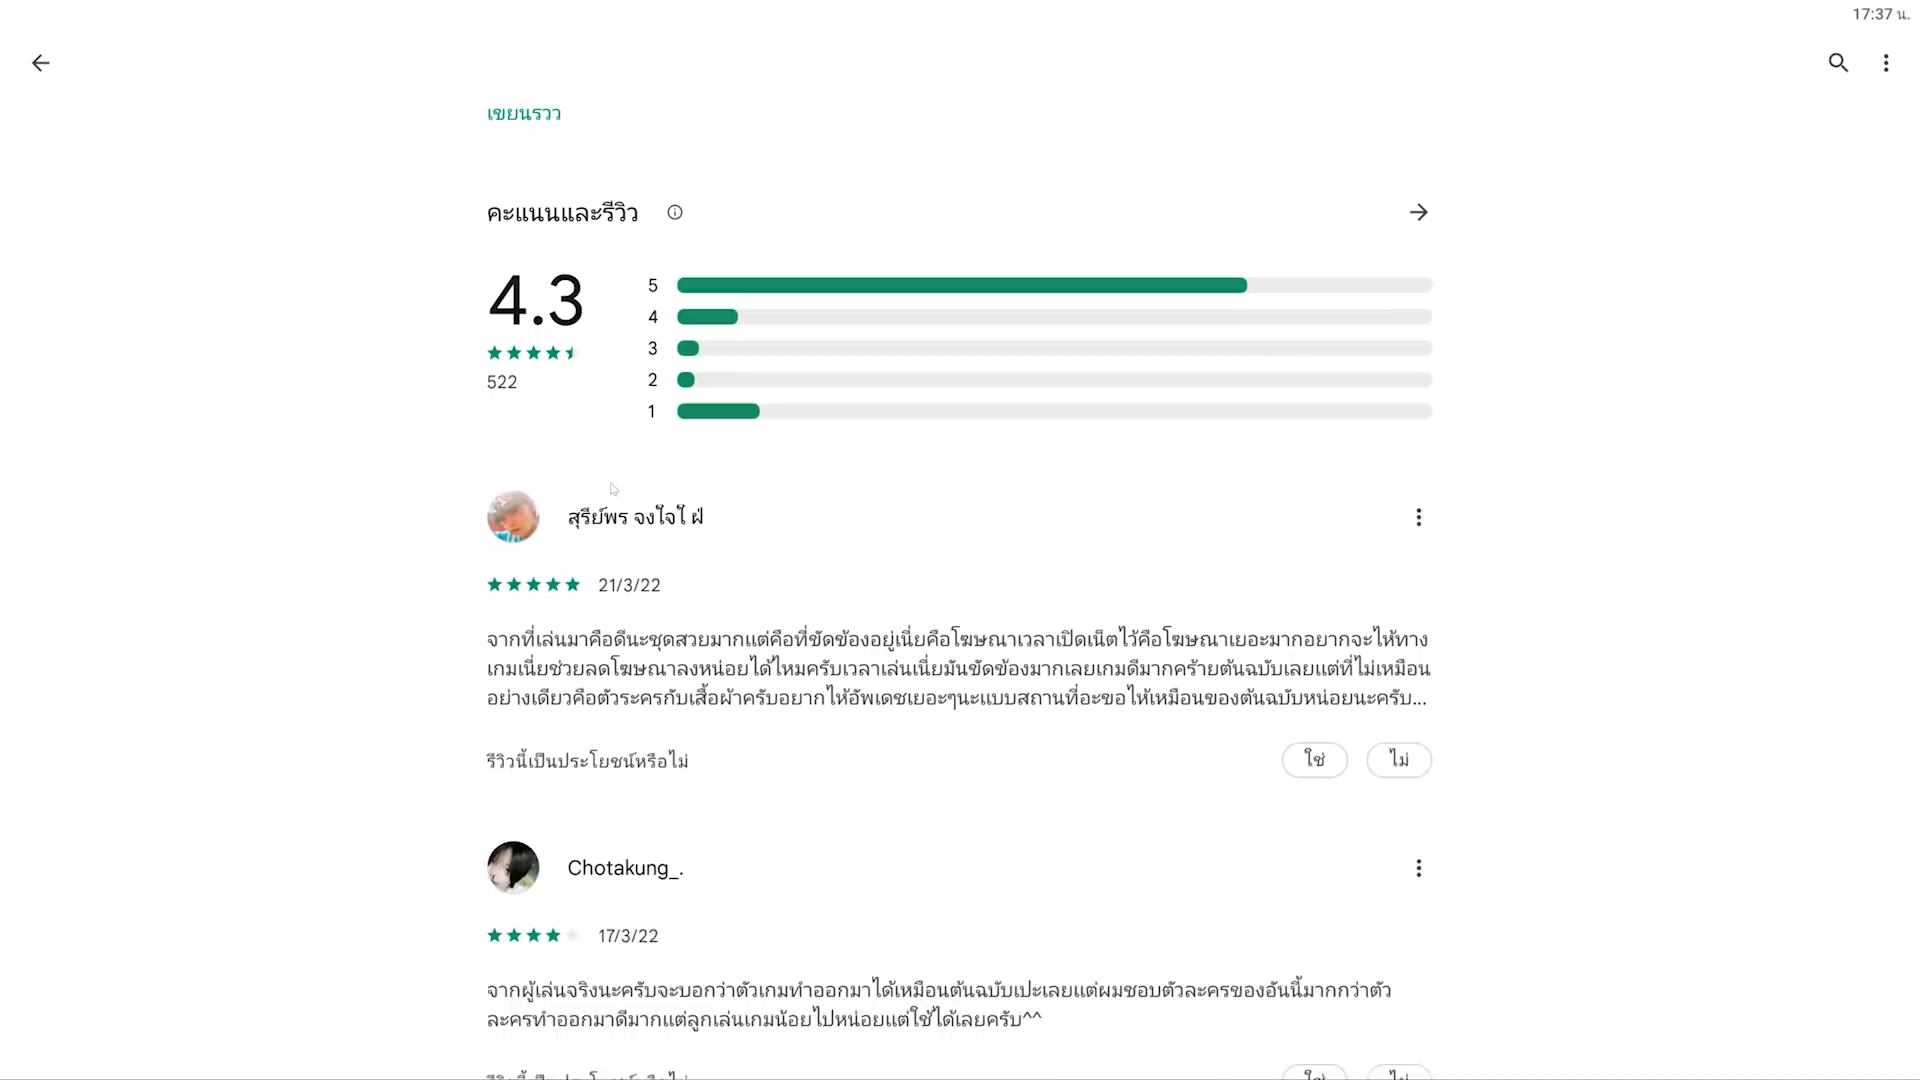 17:37 น.
เขียนรีวิว
คะแนนและรีวิว
4.3
5
4
3
2
1
522
สุรีย์พร จงใจใ ฝ่
21/3/22
จากที่เล่นมาคือดีนะชุดสวยมากแต่คือที่ขัดข้องอยู่เนี่ยคือโฆษณาเวลาเปิดเน็ตไว้คือโฆษณาเยอะมากอยากจะไห้ทาง
เกมเนี่ยช่วยลดโฆษณาลงหน่อยได้ไหมครับเวลาเล่นเนี่ยมันขัดข้องมากเลยเกมดีมากคร้ายต้นฉบับเลยแต่ที่ไม่เหมือน
อย่างเดียวคือตัวระครกับเสื้อผ้าครับอยากไห้อัพเดชเยอะๆนะแบบสถานที่อะขอไห้เหมือนของต้นฉบับหน่อยนะครับ...
รีวิวนี้เป็นประโยชน์หรือไม่
ใช่
ไม่
Chotakung_.
17/3/22
จากผู้เล่นจริงนะครับจะบอกว่าตัวเกมทำออกมาได้เหมือนต้นฉบับเปะเลยแต่ผมชอบตัวละครของอันนี้มากกว่าตัว
ละครทำออกมาดีมากแต่ลูกเล่นเกมน้อยไปหน่อยแต่ใช้ได้เลยครับ^^